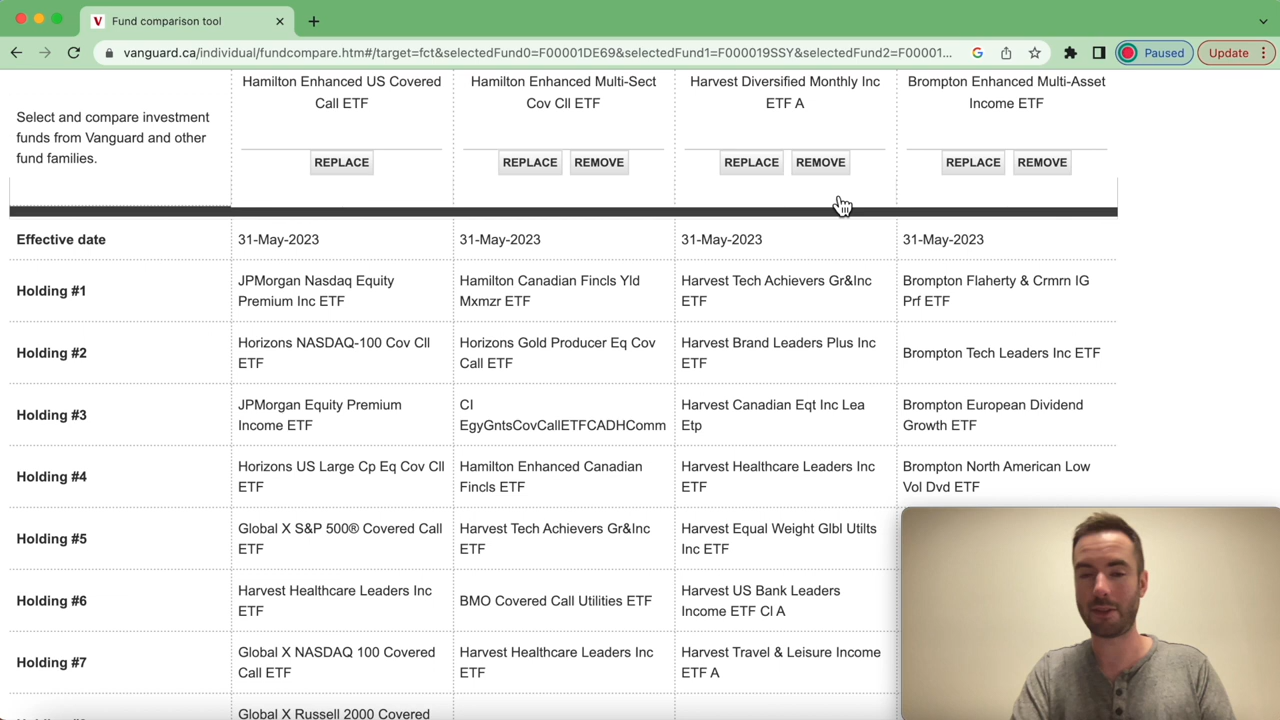 Fund comparison tool
vanguard.ca/individual/fundcompare.htm#/target=fct&selectedFund0=F00001DE69&selectedFund1=F000019SSY&selectedFund2=F00001...
Paused
Update
Select and compare investment
funds from Vanguard and other
fund families.
Hamilton Enhanced US Covered
Call ETF
REPLACE
Hamilton Enhanced Multi-Sect
Cov Cll ETF
REPLACE REMOVE
Harvest Diversified Monthly Inc
ETF A
REPLACE REMOVE
Brompton Enhanced Multi-Asset
Income ETF
REPLACE REMOVE
Effective date
31-May-2023
31-May-2023
31-May-2023
31-May-2023
Holding #1
JPMorgan Nasdaq Equity
Premium Inc ETF
Hamilton Canadian Fincls Yld
Mxmzr ETF
Harvest Tech Achievers Gr&Inc
ETF
Brompton Flaherty & Crmrn IG
Prf ETF
Holding #2
Horizons NASDAQ-100 Cov Cll
ETF
Horizons Gold Producer Eq Cov
Call ETF
Harvest Brand Leaders Plus Inc
ETF
Brompton Tech Leaders Inc ETF
Holding #3
JPMorgan Equity Premium
Income ETF
CI
EgyGntsCovCallETFCADHComm
Harvest Canadian Eqt Inc Lea
Etp
Brompton European Dividend
Growth ETF
Holding #4
Horizons US Large Cp Eq Cov Cll
ETF
Hamilton Enhanced Canadian
Fincls ETF
Harvest Healthcare Leaders Inc
ETF
Brompton North American Low
Vol Dvd ETF
Holding #5
Global X S&P 500® Covered Call
ETF
Harvest Tech Achievers Gr&Inc
ETF
Harvest Equal Weight Glbl Utilts
Inc ETF
Holding #6
Harvest Healthcare Leaders Inc
ETF
BMO Covered Call Utilities ETF
Harvest US Bank Leaders
Income ETF Cl A
Holding #7
Global X NASDAQ 100 Covered
Call ETF
Harvest Healthcare Leaders Inc
ETF
Harvest Travel & Leisure Income
ETF A
Global X Russell 2000 Covered